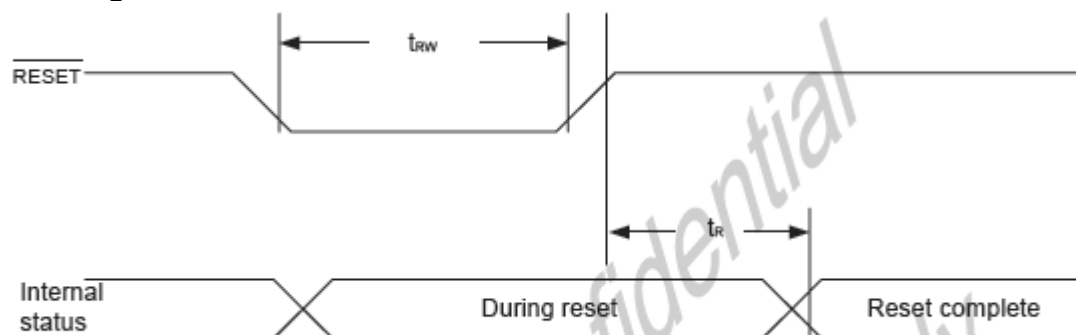 tRW
RESET
tR
Internal
status
During reset
Reset complete